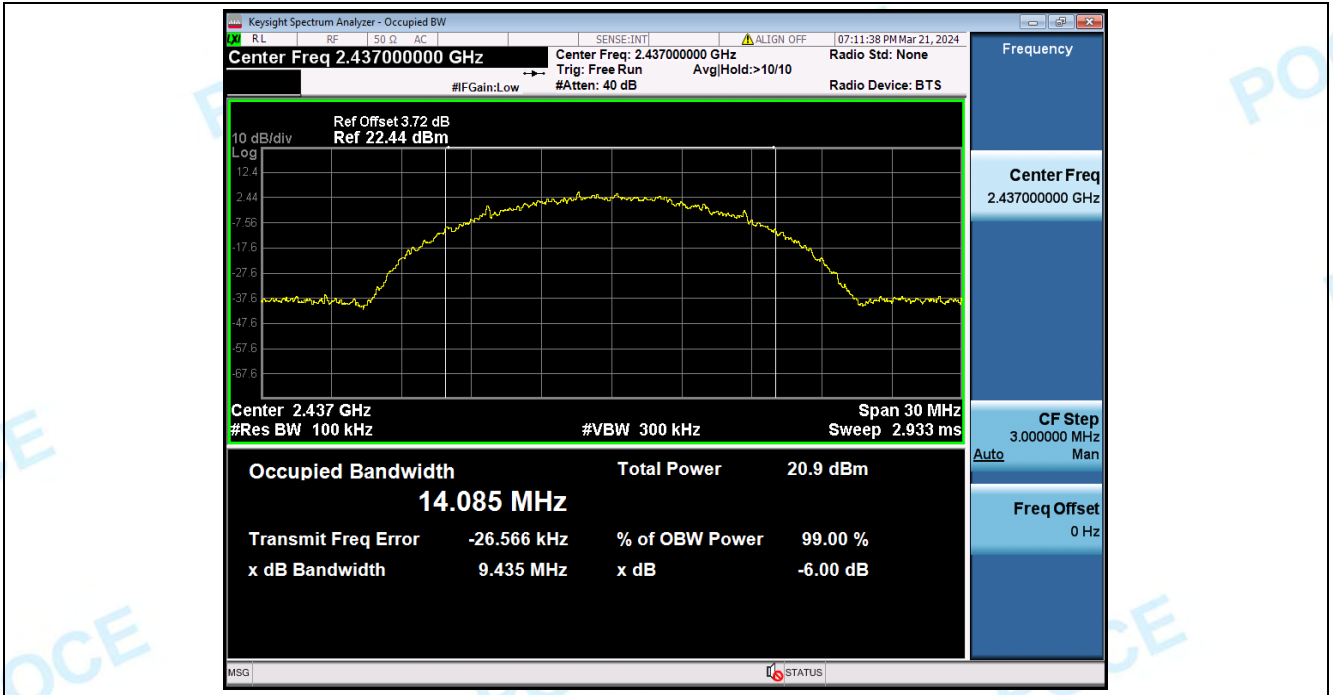 Keysight Spectrum Analyzer - Occupied BW
LXI RL RF 50 Ω AC SENSE:INT ALIGN OFF 07:11:38 PM Mar 21, 2024
Center Freq 2.437000000 GHz
Center Freq: 2.437000000 GHz
Radio Std: None
Trig: Free Run Avg|Hold:>10/10
#IFGain:Low
#Atten: 40 dB
Radio Device: BTS
Ref Offset 3.72 dB
10 dB/div Ref 22.44 dBm
Log
12.4
2.44
-7.56
-17.6
-27.6
-37.6
-47.6
-57.6
-67.6
Center 2.437 GHz Span 30 MHz
#Res BW 100 kHz #VBW 300 kHz Sweep 2.933 ms
Occupied Bandwidth Total Power 20.9 dBm
14.085 MHz
Transmit Freq Error -26.566 kHz % of OBW Power 99.00 %
x dB Bandwidth 9.435 MHz x dB -6.00 dB
MSG STATUS
Frequency
Center Freq
2.437000000 GHz
CF Step
3.000000 MHz
Auto Man
Freq Offset
0 Hz
PO
E
OCE
CE